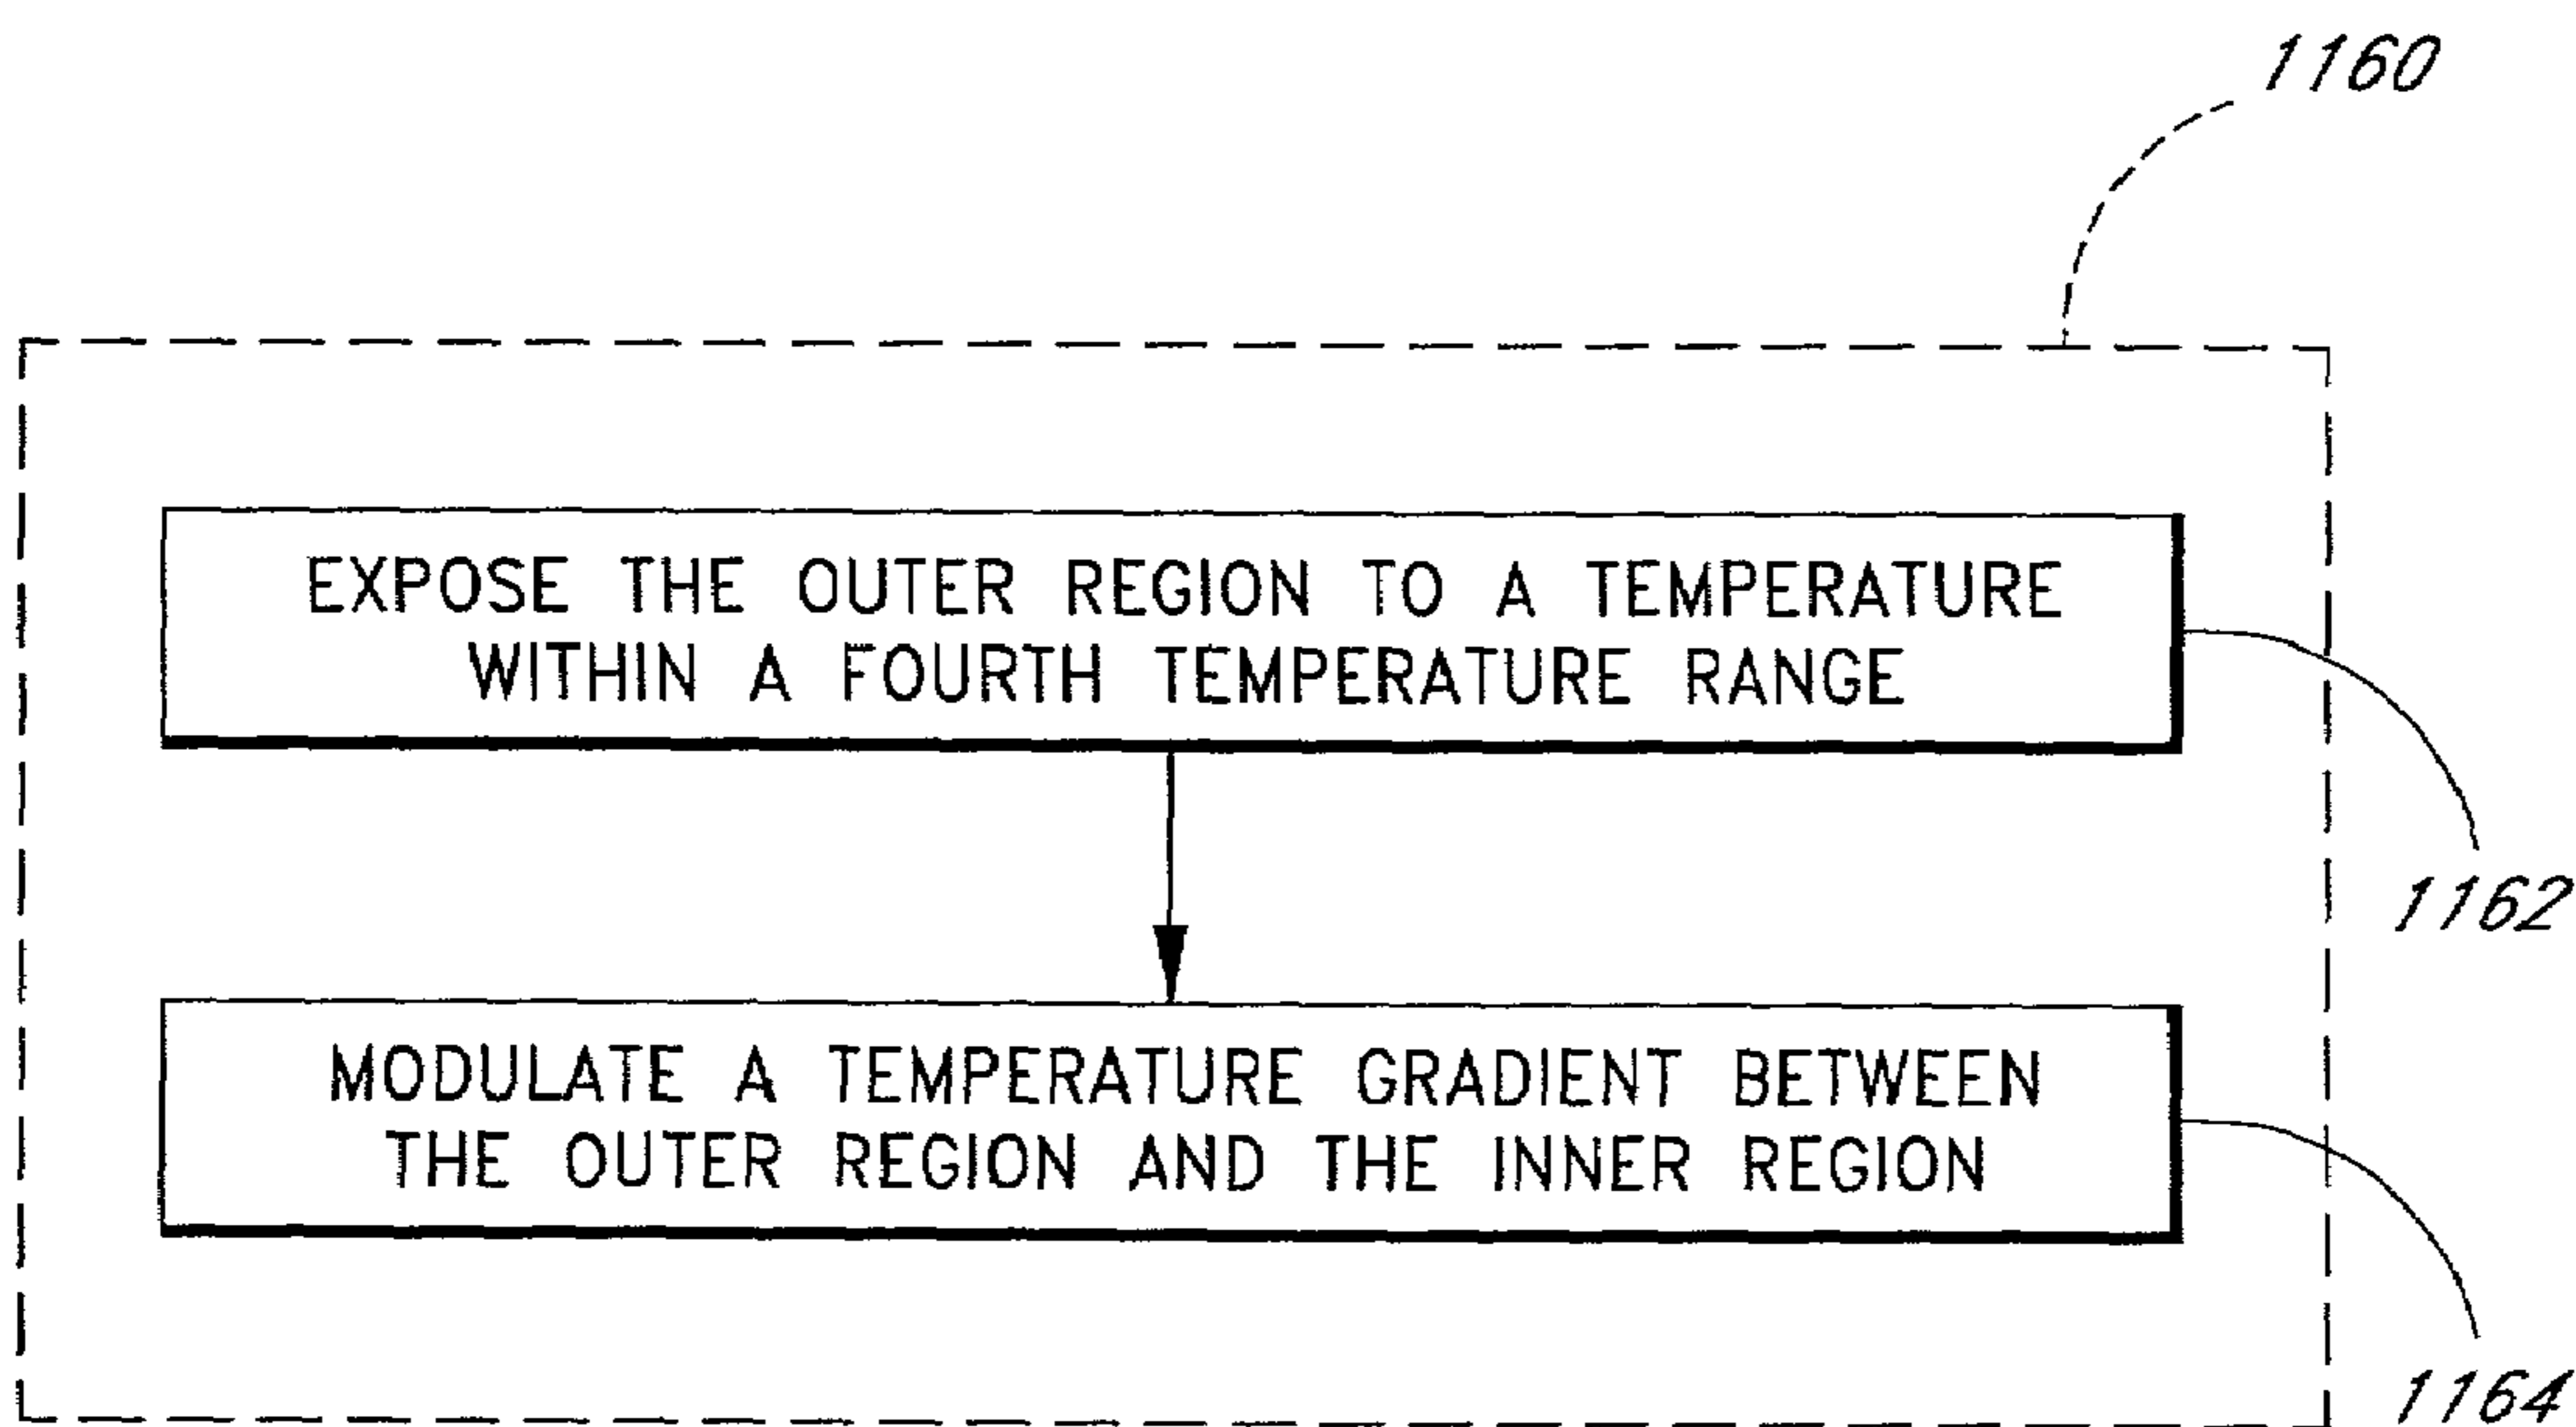 1160
EXPOSE THE OUTER REGION TO A TEMPERATURE
WITHIN A FOURTH TEMPERATURE RANGE
1162
MODULATE A TEMPERATURE GRADIENT BETWEEN
THE OUTER REGION AND THE INNER REGION
1164